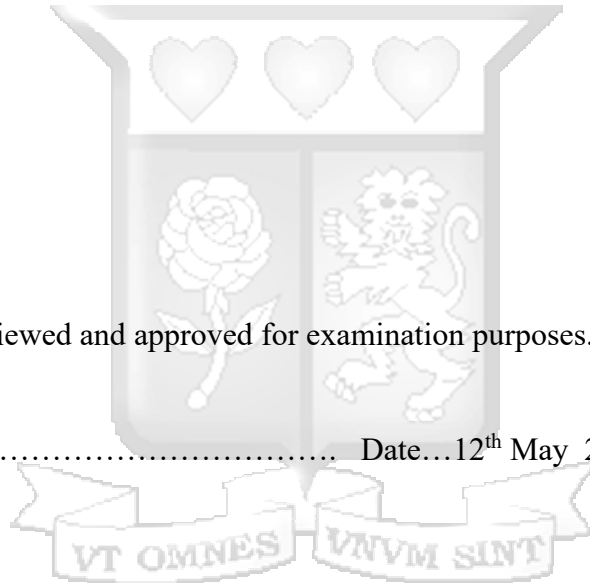 iewed and approved for examination purposes.
……………………………. Date…12th May 2
VT OMNES VNVM SINT